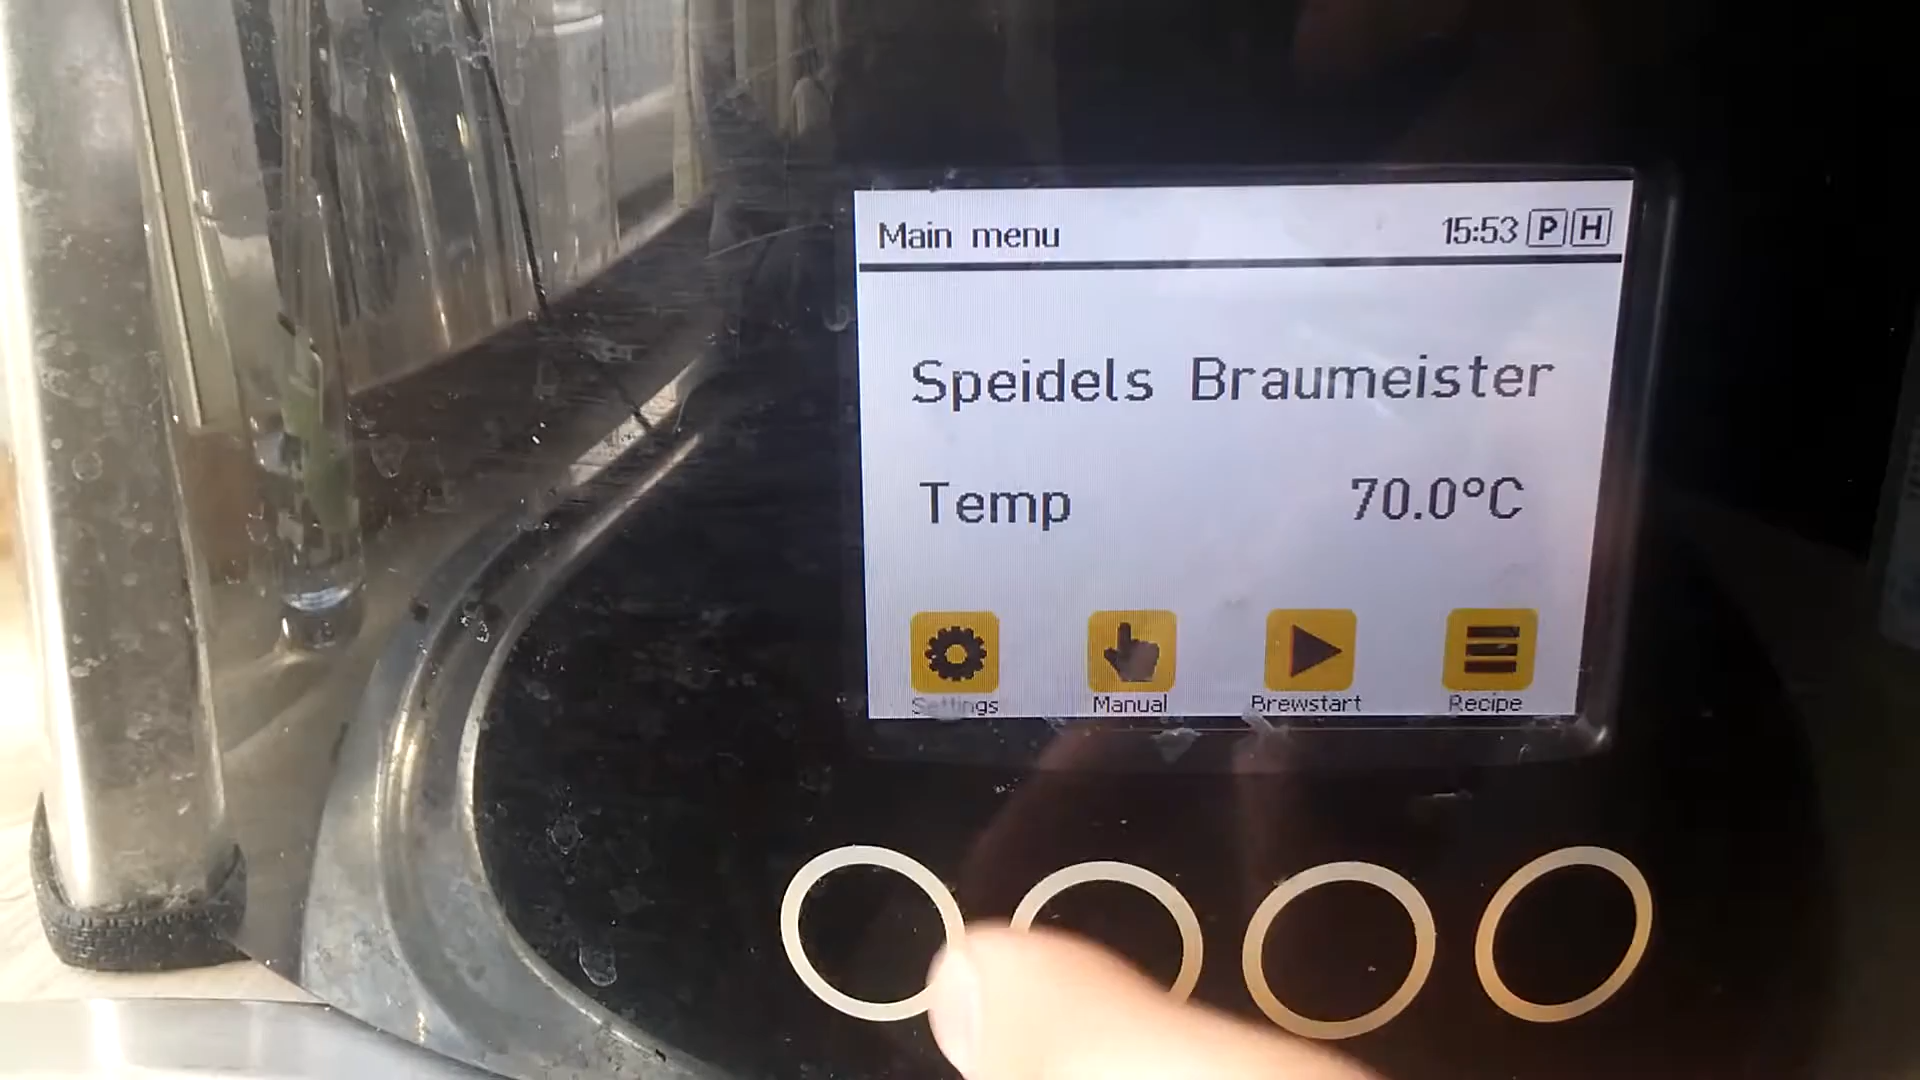 Main menu 15:53 P H
Speidels Braumeister
Temp 70.0°C
Settings Manual Brewstart Recipe